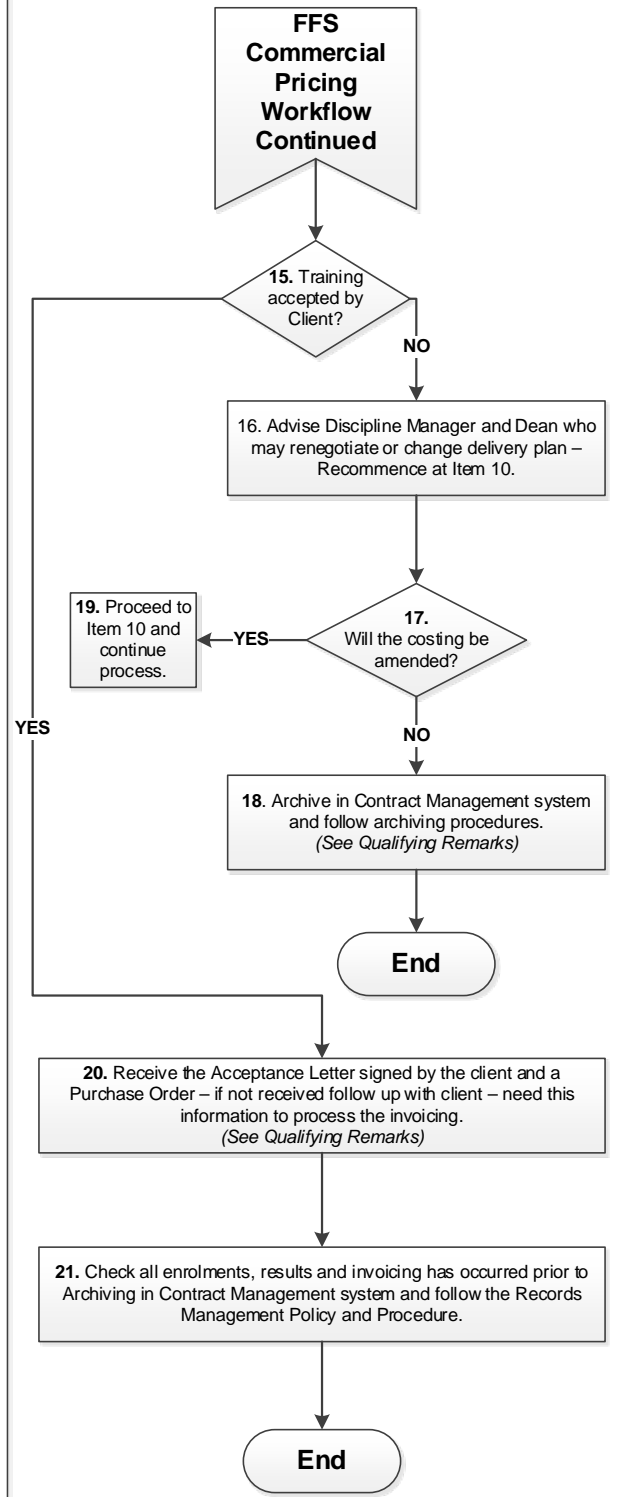 FFS
Commercial
Pricing
Workflow
Continued
15. Training
accepted by
Client?
NO
16. Advise Discipline Manager and Dean who
may renegotiate or change delivery plan –
Recommence at Item 10.
17.
Will the costing be
amended?
YES
19. Proceed to
Item 10 and
continue
process.
NO
18. Archive in Contract Management system
and follow archiving procedures.
(See Qualifying Remarks)
End
YES
20. Receive the Acceptance Letter signed by the client and a
Purchase Order – if not received follow up with client – need this
information to process the invoicing.
(See Qualifying Remarks)
21. Check all enrolments, results and invoicing has occurred prior to
Archiving in Contract Management system and follow the Records
Management Policy and Procedure.
End